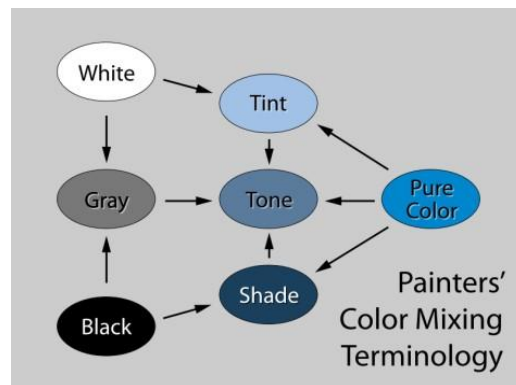 White
Tint
Gray
Tone
Pure
Color
Shade
Black
Painters'
Color Mixing
Terminology